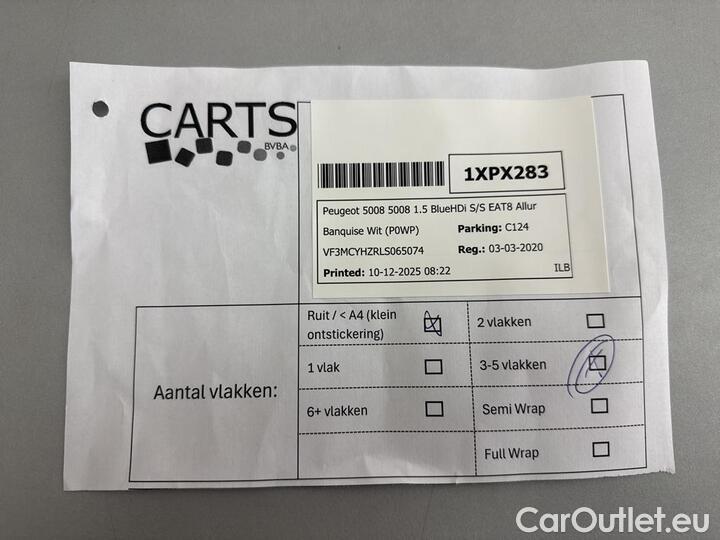 CARTS
BVBA
1XPX283
Peugeot 5008 5008 1.5 BlueHDi S/S EAT8 Allur
Banquise Wit (P0WP) Parking: C124
VF3MCYHZRLS065074 Reg.: 03-03-2020
Printed: 10-12-2025 08:22 ILB
Aantal vlakken:
Ruit / < A4 (klein
ontstickering)
2 vlakken
1 vlak
3-5 vlakken
6+ vlakken
Semi Wrap
Full Wrap
CarOutlet.eu